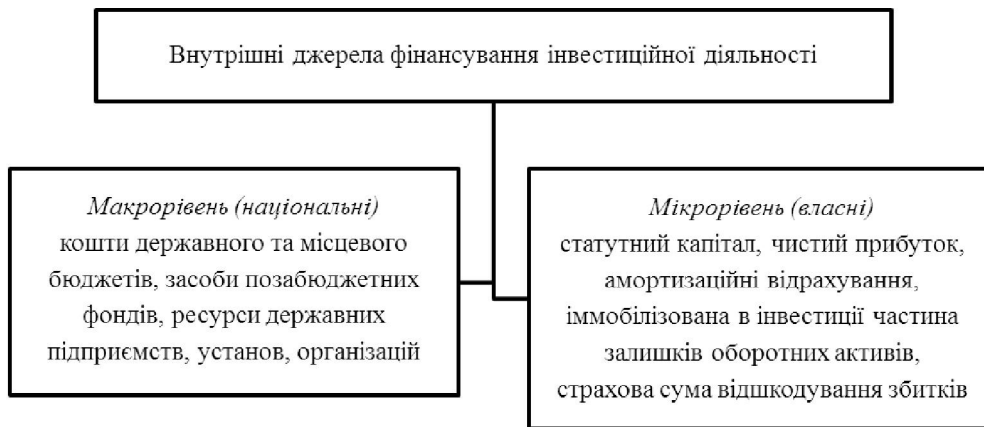 Внутрішні джерела фінансування інвестиційної діяльності
Макрорівень (національні)
кошти державного та місцевого
бюджетів, засоби позабюджетних
фондів, ресурси державних
підприємств, установ, організацій
Мікрорівень (власні)
статутний капітал, чистий прибуток,
амортизаційні відрахування,
іммобілізована в інвестиції частина
залишків оборотних активів,
страхова сума відшкодування збитків